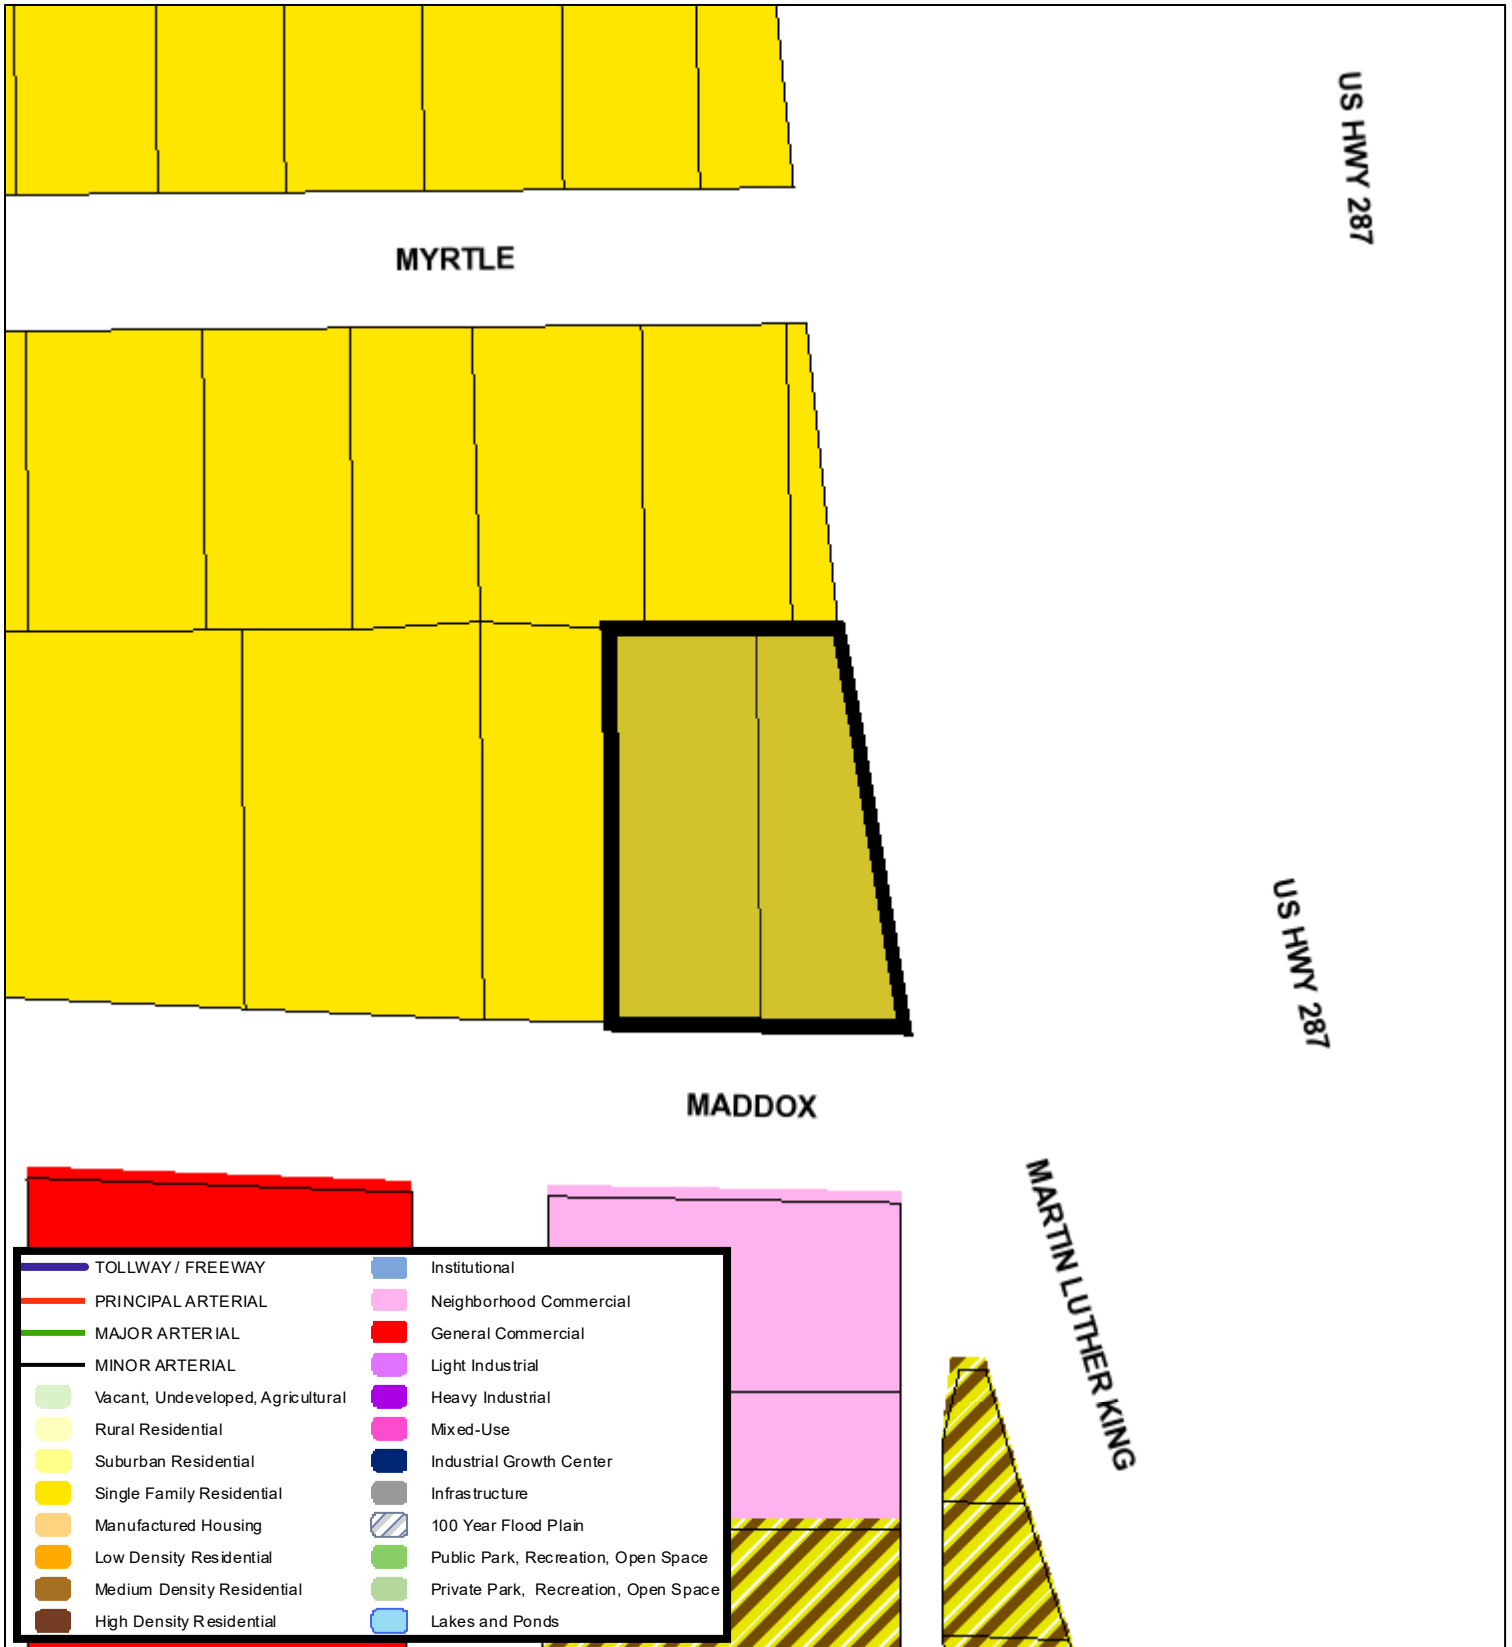 US HWY 287
MYRTLE
US HWY 287
MADDOX
MARTIN LUTHER KING
TOLLWAY / FREEWAY
PRINCIPAL ARTERIAL
MAJOR ARTERIAL
MINOR ARTERIAL
Vacant, Undeveloped, Agricultural
Rural Residential
Suburban Residential
Single Family Residential
Manufactured Housing
Low Density Residential
Medium Density Residential
High Density Residential
Institutional
Neighborhood Commercial
General Commercial
Light Industrial
Heavy Industrial
Mixed-Use
Industrial Growth Center
Infrastructure
100 Year Flood Plain
Public Park, Recreation, Open Space
Private Park, Recreation, Open Space
Lakes and Ponds